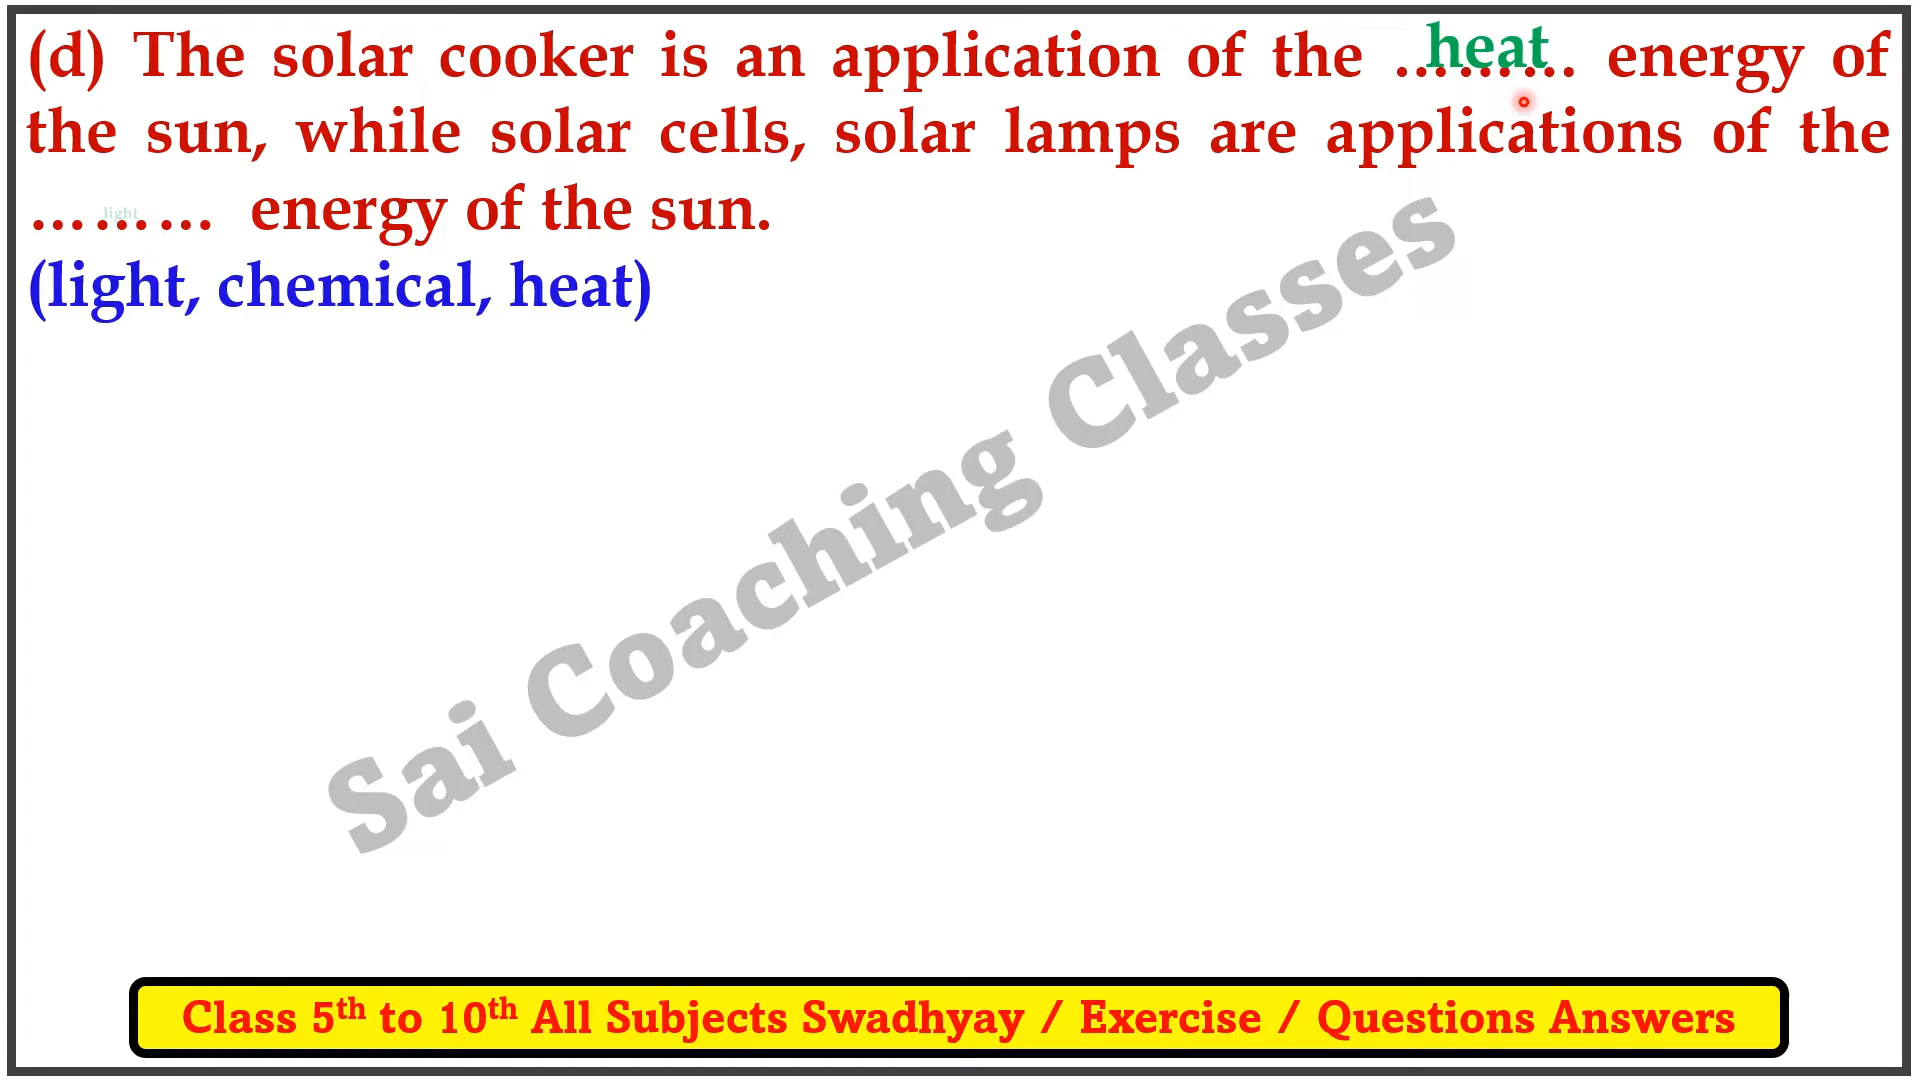 (d) The solar cooker is an application of the ...heat... energy of
the sun, while solar cells, solar lamps are applications of the
...light... energy of the sun.
(light, chemical, heat)
Sai Coaching Classes
Class 5th to 10th All Subjects Swadhyay / Exercise / Questions Answers